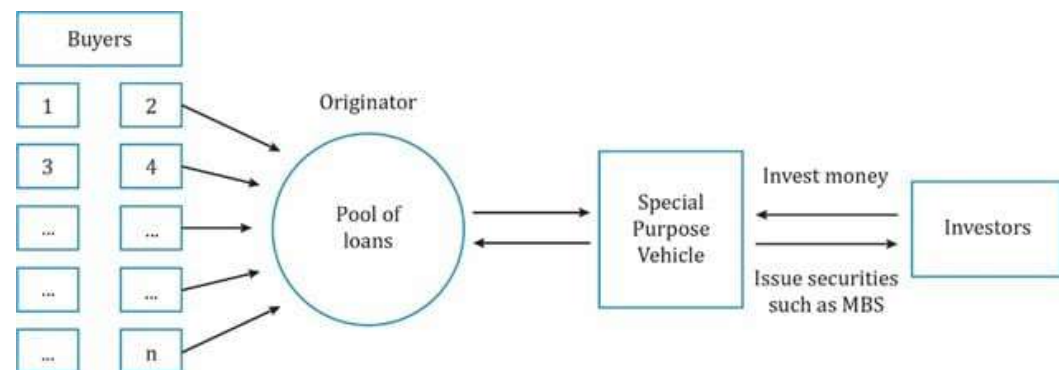 Buyers
1
2
3
4
...
...
...
...
...
n
Originator
Pool of
loans
Special
Purpose
Vehicle
Invest money
Issue securities
such as MBS
Investors